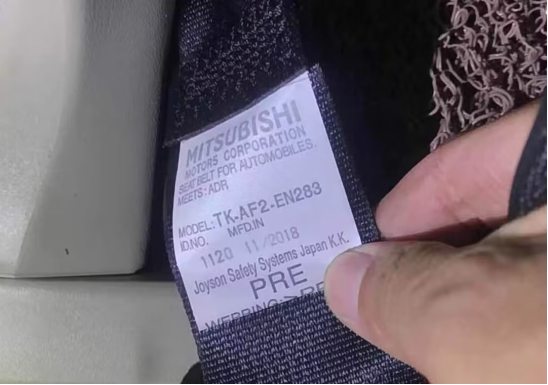 MITSUBISHI
MOTORS CORPORATION
SEAT BELT FOR AUTOMOBILES.
MEETS:ADR
MODEL:TK-AF2-EN283
ID.NO. MFD.IN
1120 11/2018
Joyson Safety Systems Japan K.K.
PRE
WEBBING: